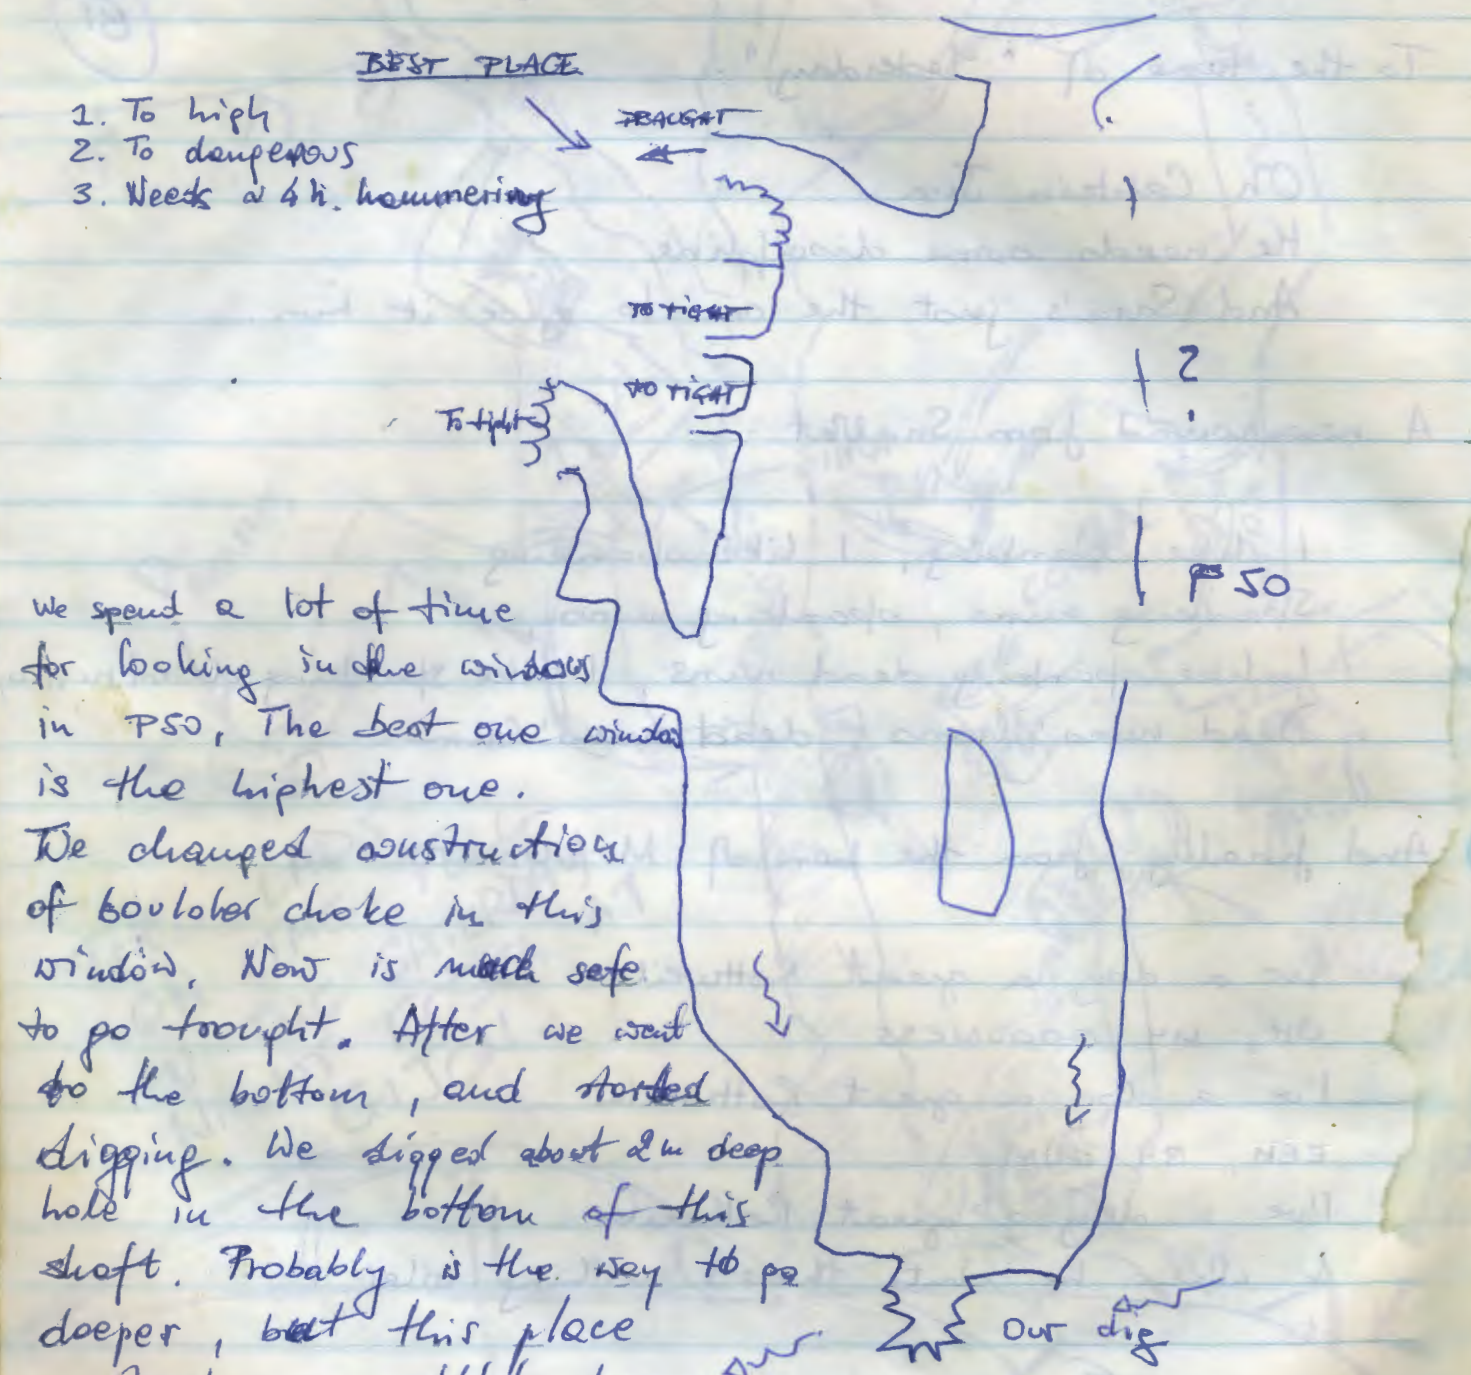 BEST PLACE
1. To high
2. To dangerous
3. Needs a 4h. hammering
DRAUGHT
?
TO TIGHT
TO TIGHT
To tight
?
P50
We spend a lot of time
for looking in the windows
in P50, The best one window
is the highest one.
We changed construction
of boulder choke in this
window. Now is much safe
to go trought. After we went
to the bottom, and started
digging. We digged about 2m deep
hole in the bottom of this
shaft. Probably is the way to go
deeper, but this place
Our dig